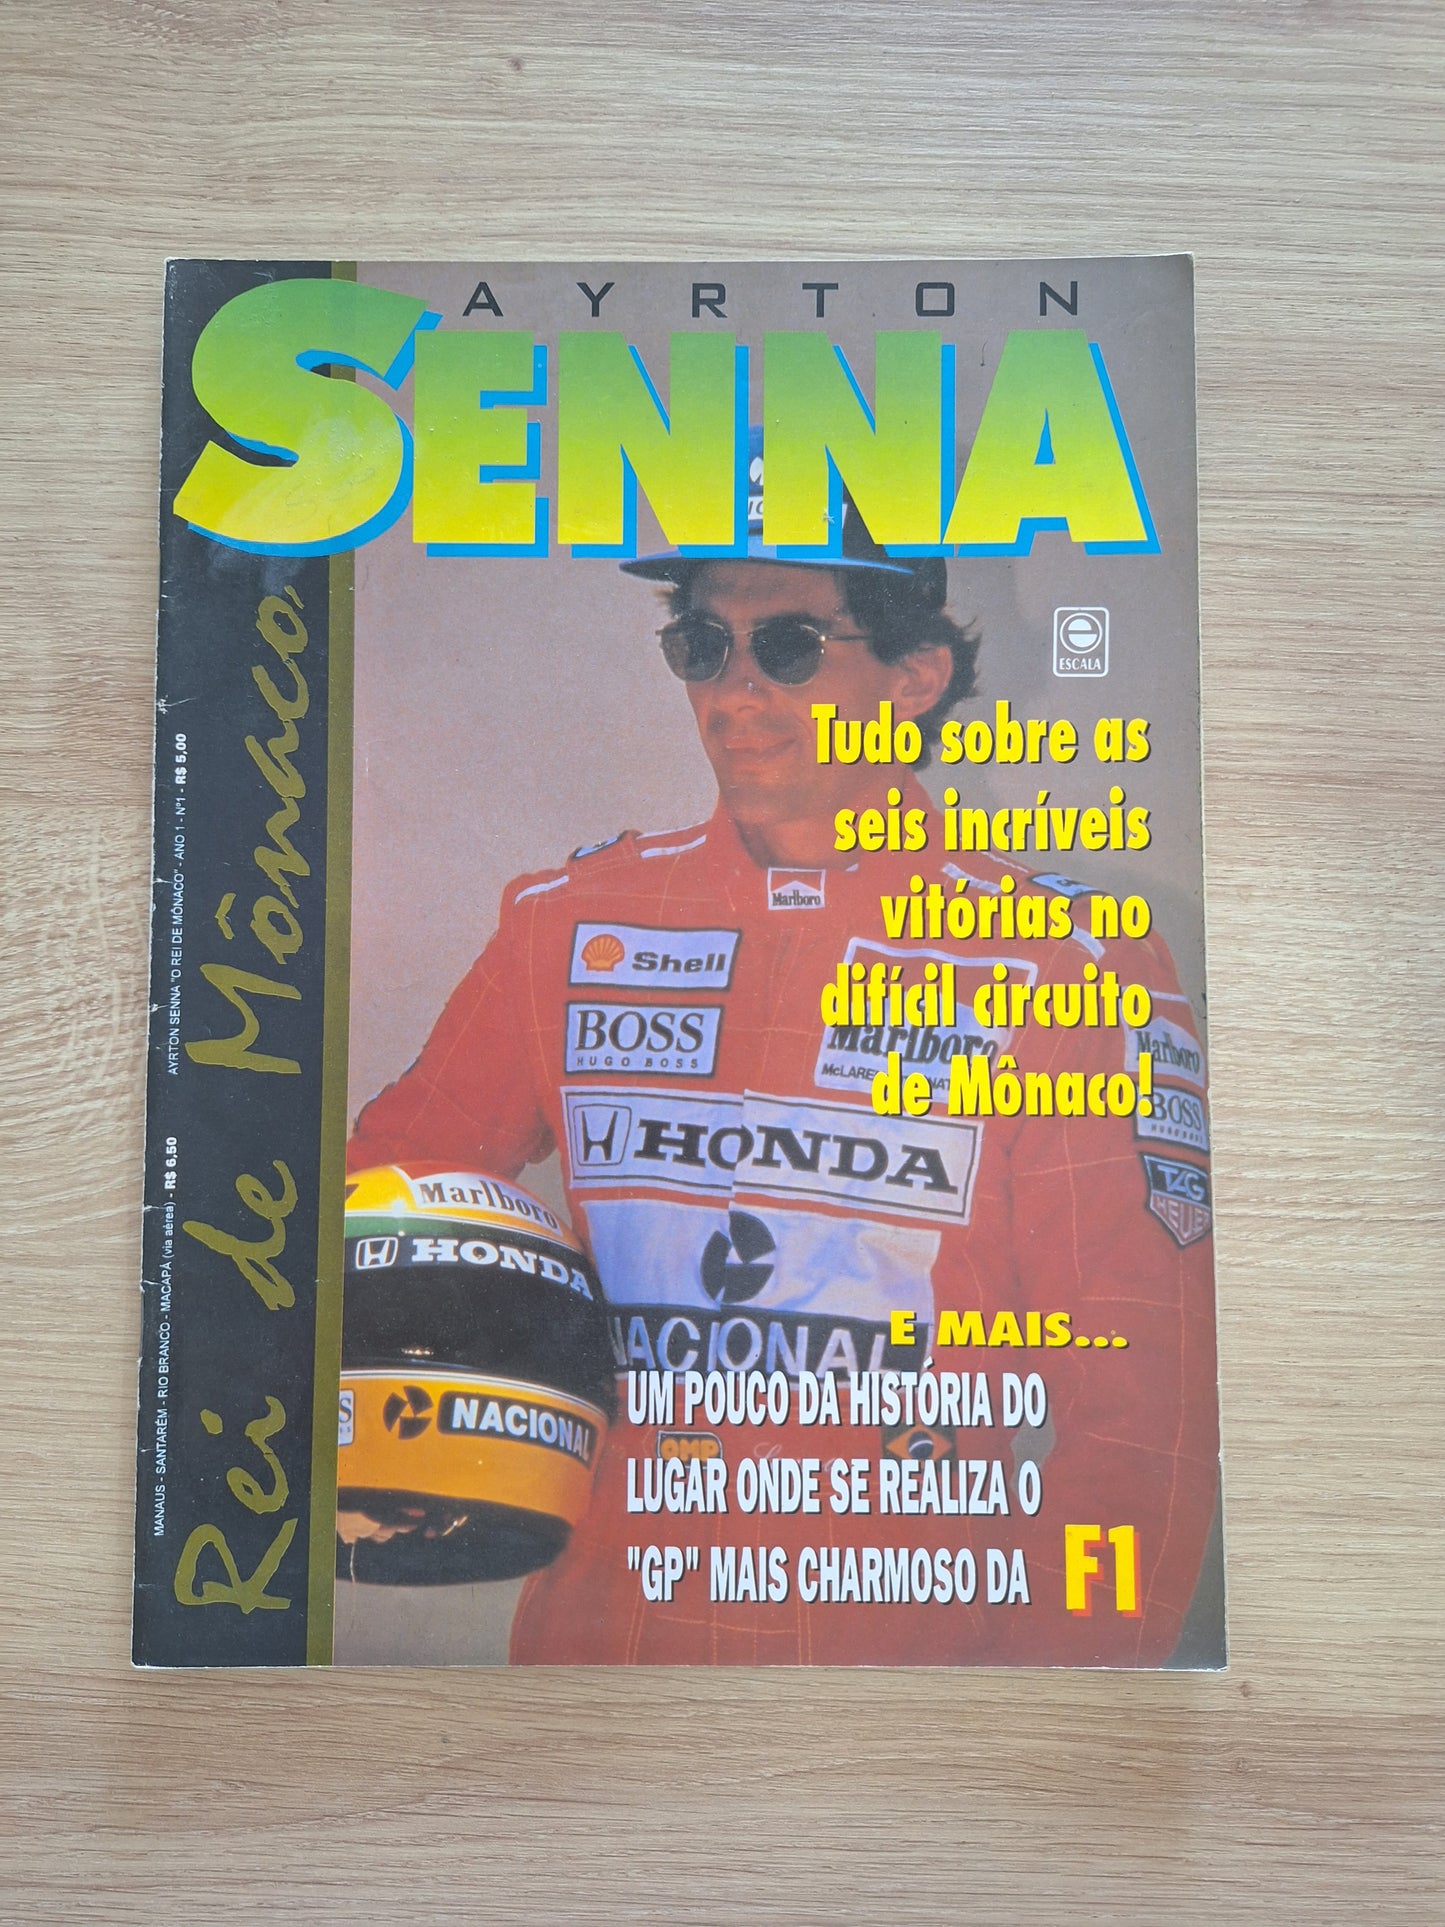 AYRTON
SENNA
Rei de Mônaco
AYRTON SENNA "O REI DE MÔNACO" - ANO 1 - Nº1 - R$ 5,00
MANAUS - SANTARÉM - RIO BRANCO - MACAPÁ (via aérea) - R$ 6,50
ESCALA
Tudo sobre as
seis incríveis
vitórias no
difícil circuito
de Mônaco!
Marlboro
Shell
BOSS
HUGO BOSS
Marlboro
Marlboro
BOSS
HUGO BOSS
TAG
HEUER
HONDA
NACIONAL
Marlboro
HONDA
NACIONAL
OMP
E MAIS...
UM POUCO DA HISTÓRIA DO
LUGAR ONDE SE REALIZA O
"GP" MAIS CHARMOSO DA F1